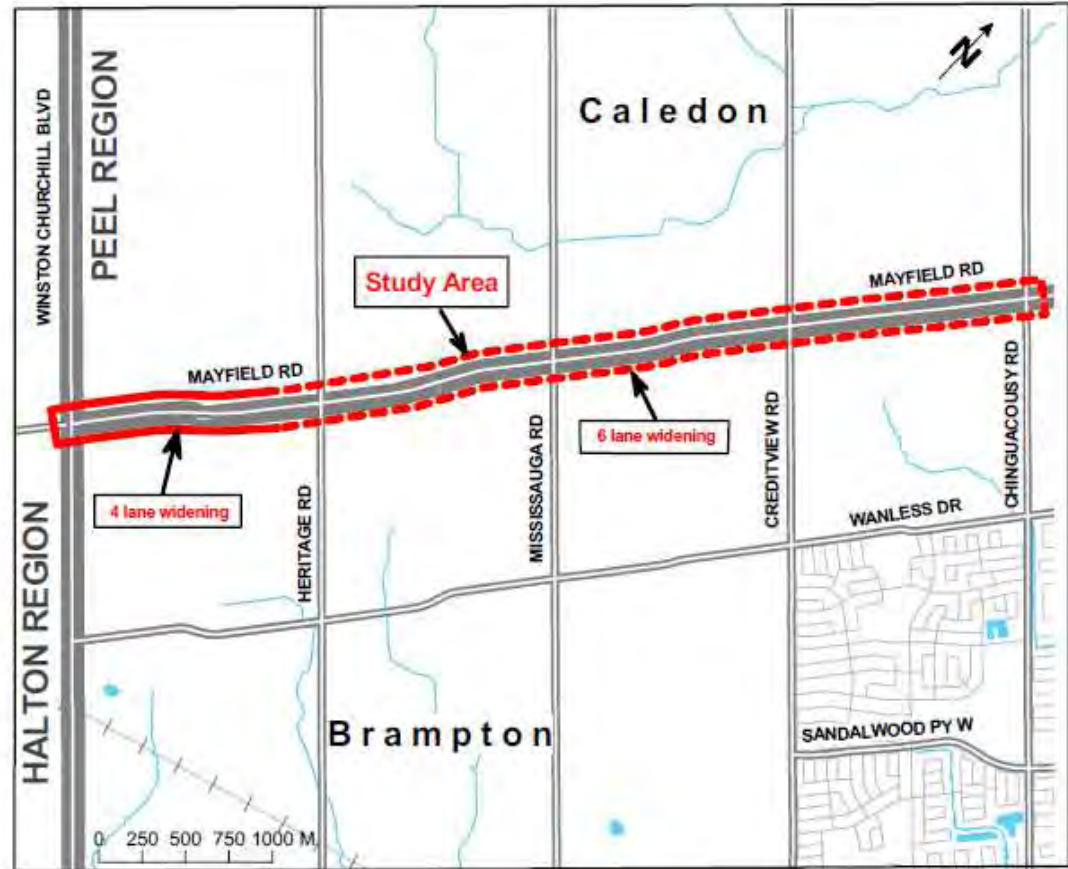 N
Caledon
WINSTON CHURCHILL BLVD
PEEL REGION
Study Area
MAYFIELD RD
MAYFIELD RD
6 lane widening
4 lane widening
HERITAGE RD
MISSISSAUGA RD
CREDITVIEW RD
CHINGUACOUSY RD
WANLESS DR
HALTON REGION
Brampton
SANDALWOOD PY W
0 250 500 750 1000 M